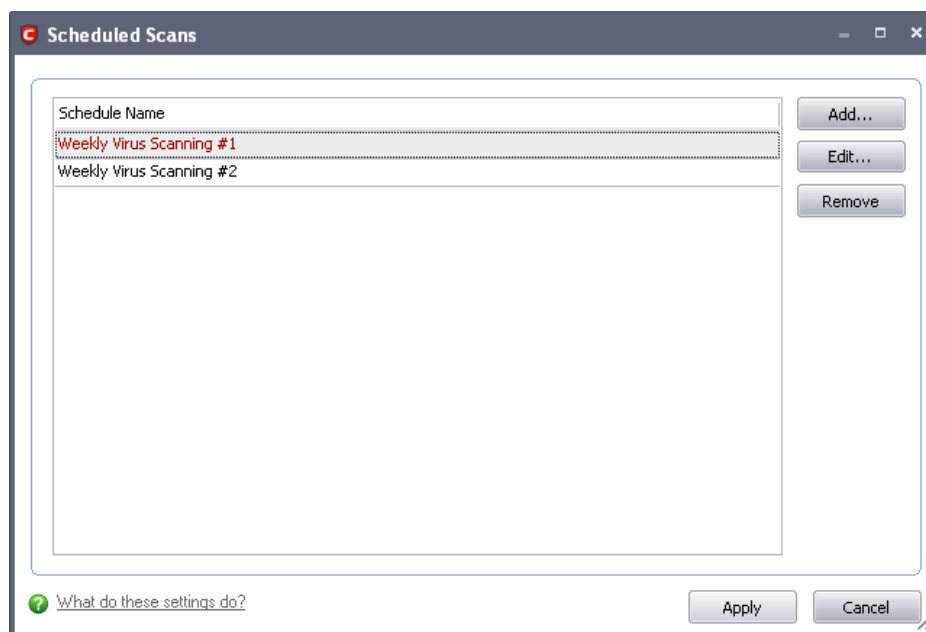 Scheduled Scans
Schedule Name
Add...
Weekly Virus Scanning #1
Edit...
Weekly Virus Scanning #2
Remove
What do these settings do?
Apply
Cancel